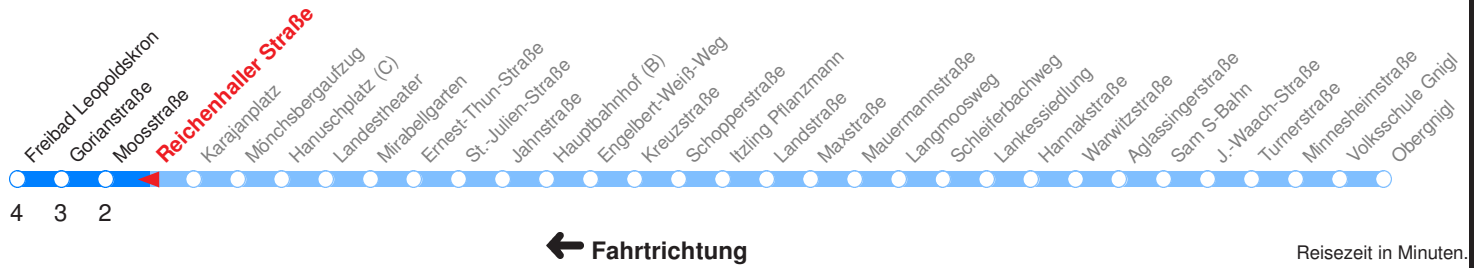 Freibad Leopoldskron
Gorianstraße
Moosstraße
Reichenhaller Straße
Karajanplatz
Mönchsbergaufzug
Hanuschplatz (C)
Landestheater
Mirabellgarten
Ernest-Thun-Straße
St.-Julien-Straße
Jahnstraße
Hauptbahnhof (B)
Engelbert-Weiß-Weg
Kreuzstraße
Schopperstraße
Itzling Pflanzmann
Landstraße
Maxstraße
Mauermannstraße
Langmoosweg
Schleiferbachweg
Lankessiedlung
Hannakstraße
Warwitzstraße
Aglassingerstraße
Sam S-Bahn
J.-Waach-Straße
Turnerstraße
Minnesheimstraße
Volksschule Gnigl
Obergnigl
4 3 2
Fahrtrichtung
Reisezeit in Minuten.